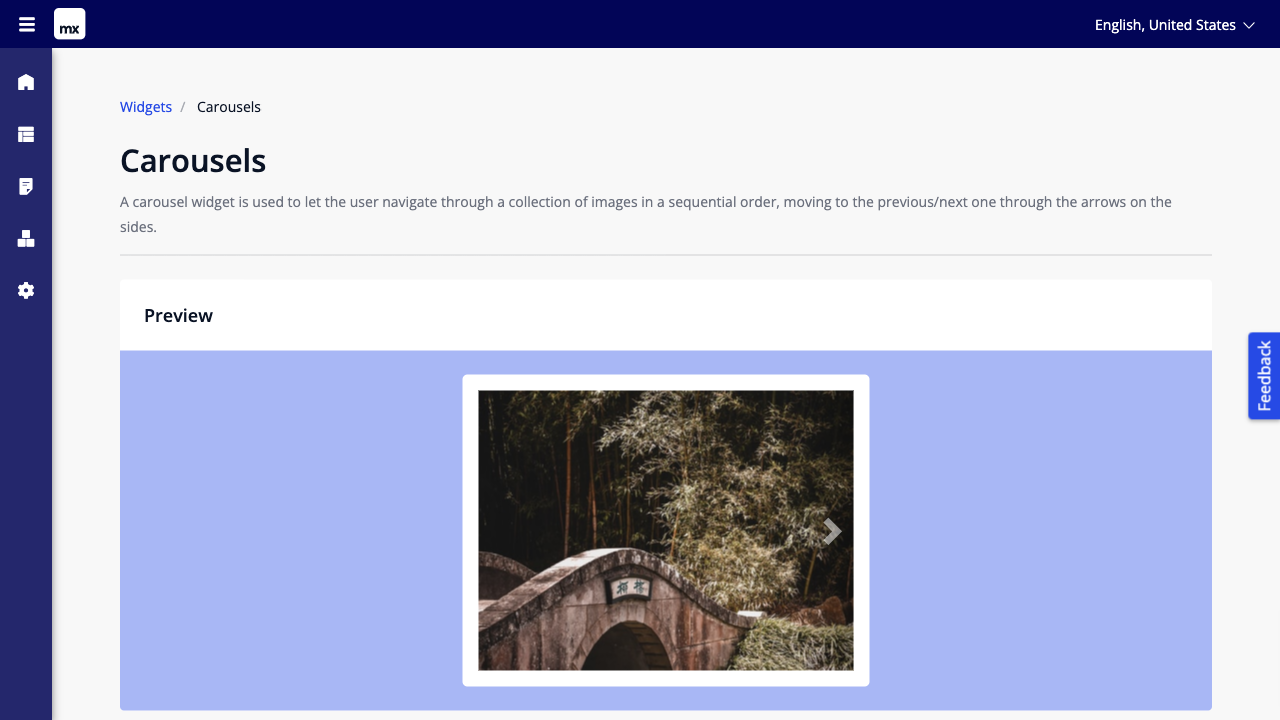 mx
English, United States
Widgets / Carousels
Carousels
A carousel widget is used to let the user navigate through a collection of images in a sequential order, moving to the previous/next one through the arrows on the
sides.
Preview
Feedback